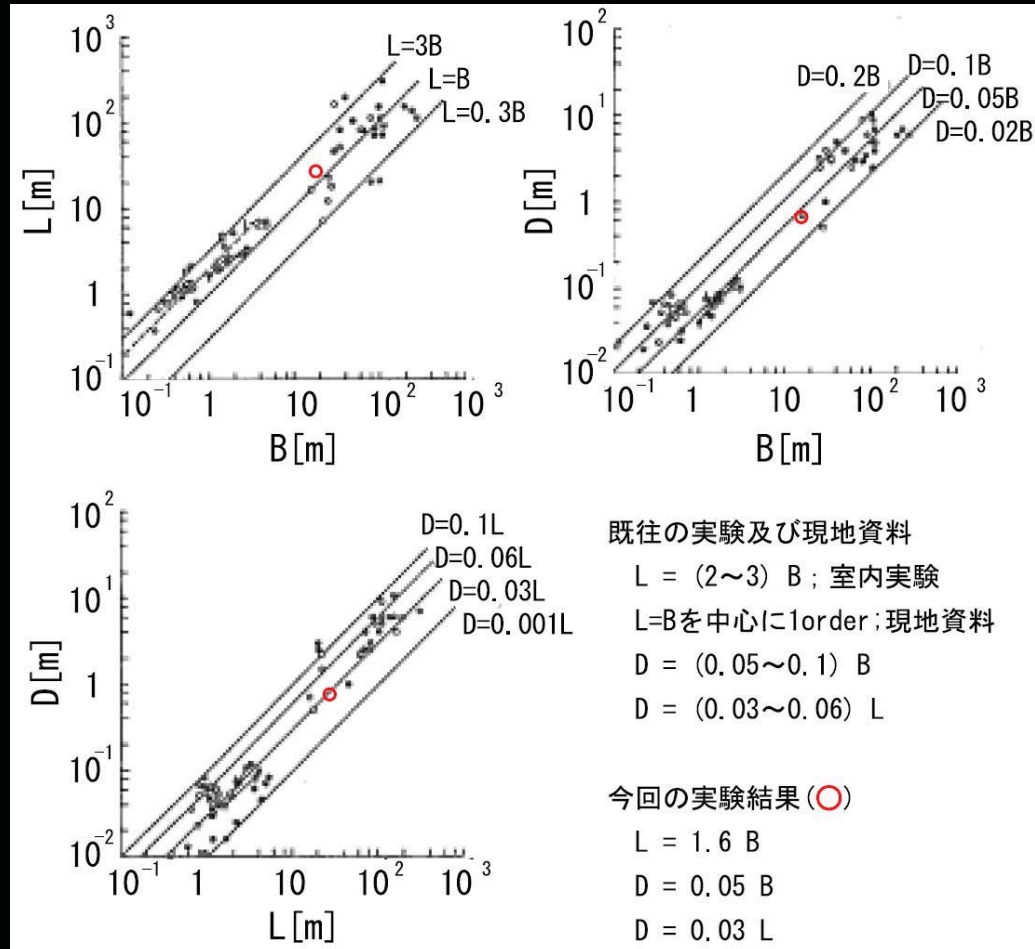 10³
10²
10
1
10⁻¹
L[m]
L=3B
L=B
L=0.3B
10⁻¹ 1 10 10² 10³
B[m]
10²
10¹
1
10⁻¹
10⁻²
D[m]
D=0.2B
D=0.1B
D=0.05B
D=0.02B
10⁻¹ 1 10 10² 10³
B[m]
10²
10¹
1
10⁻¹
10⁻²
D[m]
D=0.1L
D=0.06L
D=0.03L
D=0.001L
10⁻¹ 1 10 10² 10³
L[m]
既往の実験及び現地資料
L = (2～3) B ; 室内実験
L=Bを中心に1order;現地資料
D = (0.05～0.1) B
D = (0.03～0.06) L
今回の実験結果(○)
L = 1.6 B
D = 0.05 B
D = 0.03 L